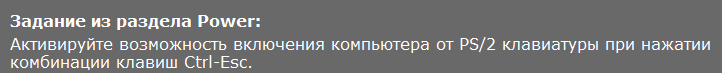 Задание из раздела Power:
Активируйте возможность включения компьютера от PS/2 клавиатуры при нажатии
комбинации клавиш Ctrl-Esc.